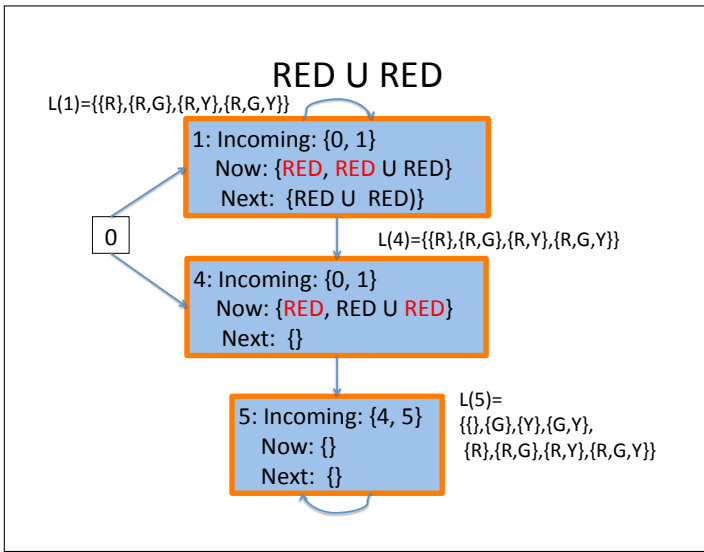 RED U RED
L(1)={{R},{R,G},{R,Y},{R,G,Y}}
1: Incoming: {0, 1}
Now: {RED, RED U RED}
Next: {RED U RED)}
0
L(4)={{R},{R,G},{R,Y},{R,G,Y}}
4: Incoming: {0, 1}
Now: {RED, RED U RED}
Next: {}
5: Incoming: {4, 5}
Now: {}
Next: {}
L(5)=
{{},{G},{Y},{G,Y},
{R},{R,G},{R,Y},{R,G,Y}}